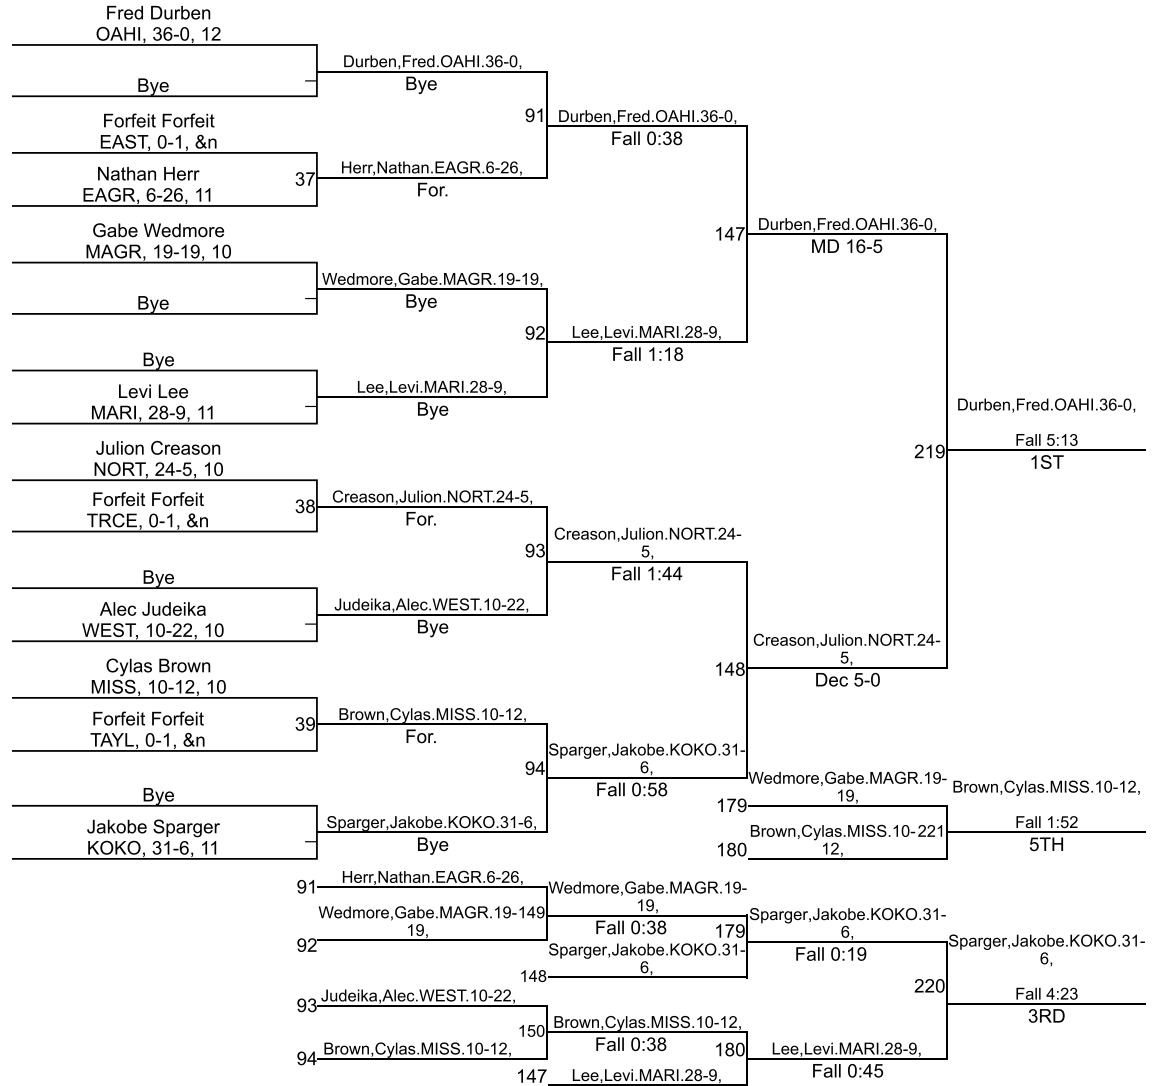 Fred Durben
OAHI, 36-0, 12
Bye
Durben,Fred.OAHI.36-0,
Bye
Forfeit Forfeit
EAST, 0-1, &n
Nathan Herr
EAGR, 6-26, 11
37
Herr,Nathan.EAGR.6-26,
For.
91
Durben,Fred.OAHI.36-0,
Fall 0:38
Gabe Wedmore
MAGR, 19-19, 10
Bye
Wedmore,Gabe.MAGR.19-19,
Bye
Bye
Levi Lee
MARI, 28-9, 11
Lee,Levi.MARI.28-9,
Bye
92
Lee,Levi.MARI.28-9,
Fall 1:18
147
Durben,Fred.OAHI.36-0,
MD 16-5
Julion Creason
NORT, 24-5, 10
Forfeit Forfeit
TRCE, 0-1, &n
38
Creason,Julion.NORT.24-5,
For.
Bye
Alec Judeika
WEST, 10-22, 10
Judeika,Alec.WEST.10-22,
Bye
93
Creason,Julion.NORT.24-
5,
Fall 1:44
Cylas Brown
MISS, 10-12, 10
Forfeit Forfeit
TAYL, 0-1, &n
39
Brown,Cylas.MISS.10-12,
For.
Bye
Jakobe Sparger
KOKO, 31-6, 11
Sparger,Jakobe.KOKO.31-6,
Bye
94
Sparger,Jakobe.KOKO.31-
6,
Fall 0:58
148
Creason,Julion.NORT.24-
5,
Dec 5-0
219
Durben,Fred.OAHI.36-0,
Fall 5:13
1ST
179
Wedmore,Gabe.MAGR.19-
19,
180
Brown,Cylas.MISS.10-
12,
221
Brown,Cylas.MISS.10-12,
Fall 1:52
5TH
91
Herr,Nathan.EAGR.6-26,
92
Wedmore,Gabe.MAGR.19-
19,
149
Wedmore,Gabe.MAGR.19-
19,
Fall 0:38
148
Sparger,Jakobe.KOKO.31-
6,
179
Sparger,Jakobe.KOKO.31-
6,
Fall 0:19
93
Judeika,Alec.WEST.10-22,
94
Brown,Cylas.MISS.10-12,
150
Brown,Cylas.MISS.10-12,
Fall 0:38
147
Lee,Levi.MARI.28-9,
180
Lee,Levi.MARI.28-9,
Fall 0:45
220
Sparger,Jakobe.KOKO.31-
6,
Fall 4:23
3RD